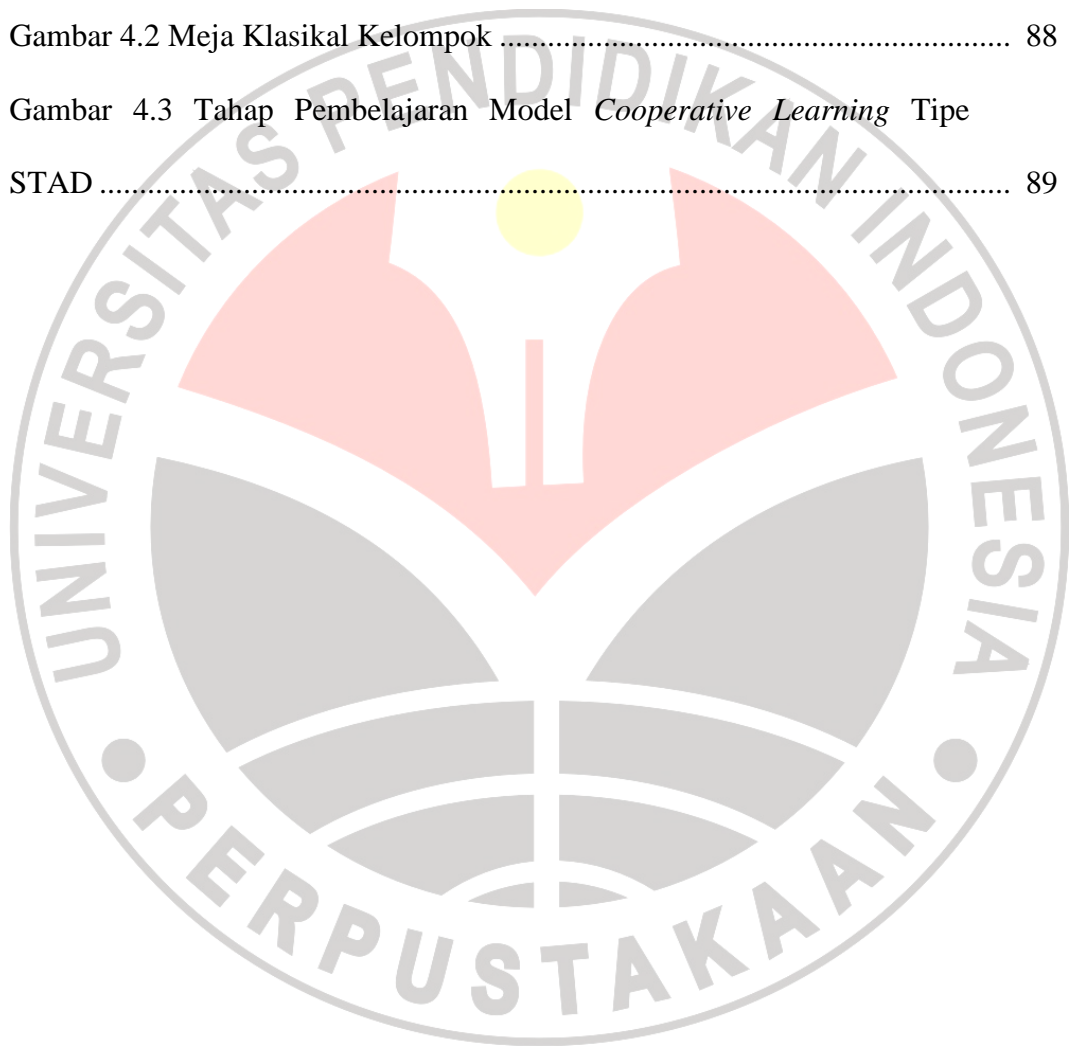 Gambar 4.2 Meja Klasikal Kelompok ............................................................................ 88
Gambar 4.3 Tahap Pembelajaran Model Cooperative Learning Tipe
STAD ........................................................................................................................................ 89
UNIVERSITAS PENDIDIKAN INDONESIA
PERPUSTAKAAN